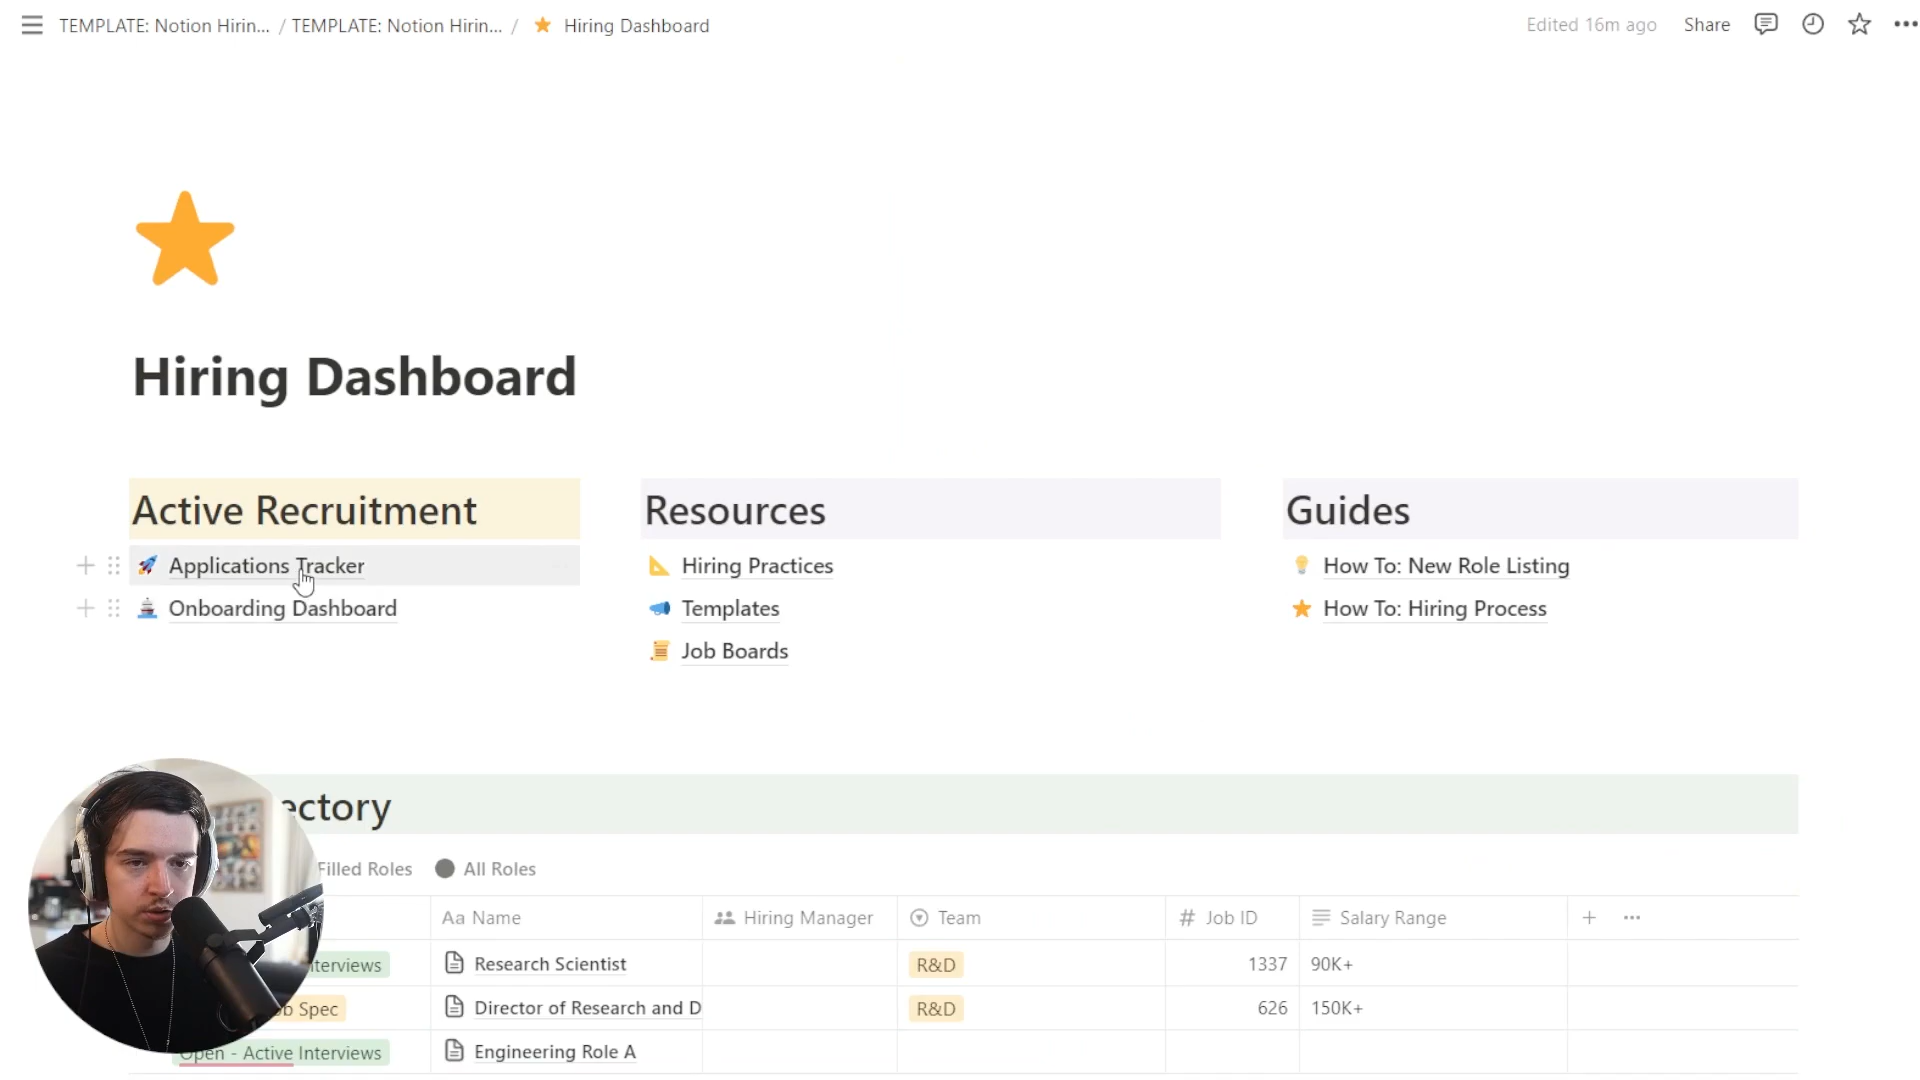 TEMPLATE: Notion Hirin... / TEMPLATE: Notion Hirin... / Hiring Dashboard
Edited 16m ago Share
Hiring Dashboard
Active Recruitment
Applications Tracker
Onboarding Dashboard
Resources
Hiring Practices
Templates
Job Boards
Guides
How To: New Role Listing
How To: Hiring Process
ectory
Filled Roles All Roles
Aa Name Hiring Manager Team # Job ID Salary Range
terviews Research Scientist R&D 1337 90K+
b Spec Director of Research and D R&D 626 150K+
Open - Active Interviews Engineering Role A